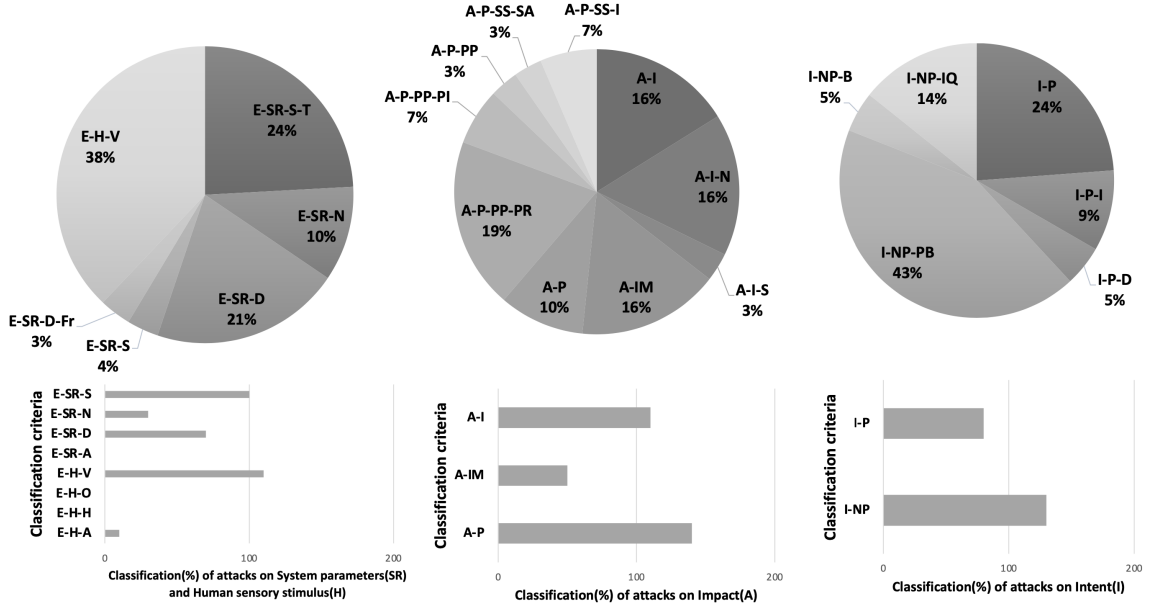 E-SR-S-T
24%
E-SR-N
10%
E-SR-D
21%
E-SR-S
4%
E-SR-D-Fr
3%
E-H-V
38%
A-I
16%
A-I-N
16%
A-I-S
3%
A-IM
16%
A-P
10%
A-P-PP-PR
19%
A-P-PP-PI
7%
A-P-PP
3%
A-P-SS-SA
3%
A-P-SS-I
7%
I-P
24%
I-P-I
9%
I-P-D
5%
I-NP-PB
43%
I-NP-B
5%
I-NP-IQ
14%
Classification criteria
E-SR-S
E-SR-N
E-SR-D
E-SR-A
E-H-V
E-H-O
E-H-H
E-H-A
0
100
200
Classification(%) of attacks on System parameters(SR)
and Human sensory stimulus(H)
Classification criteria
A-I
A-IM
A-P
0
100
200
Classification(%) of attacks on Impact(A)
Classification criteria
I-P
I-NP
0
100
200
Classification(%) of attacks on Intent(I)